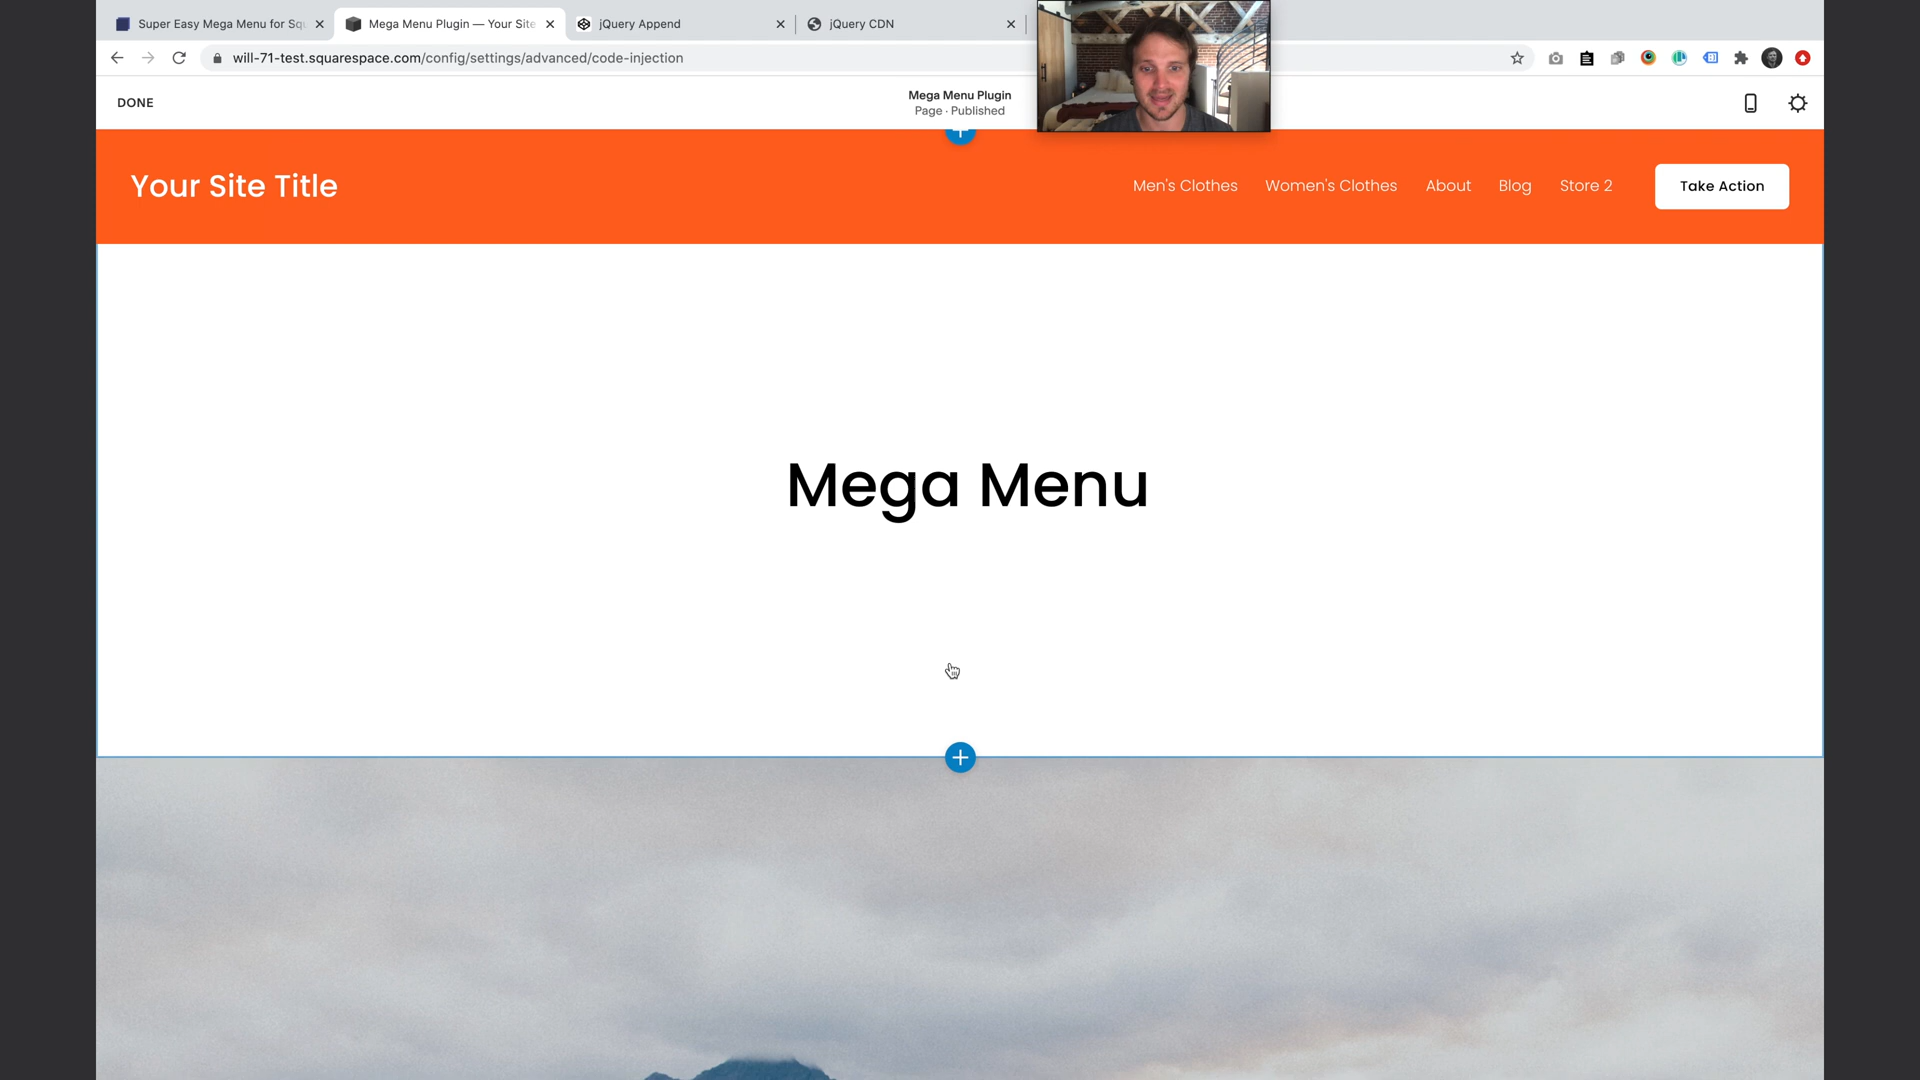 Super Easy Mega Menu for Sq
Mega Menu Plugin — Your Site
jQuery Append
jQuery CDN
will-71-test.squarespace.com/config/settings/advanced/code-injection
DONE
Mega Menu Plugin
Page · Published
Your Site Title
Men's Clothes
Women's Clothes
About
Blog
Store 2
Take Action
Mega Menu